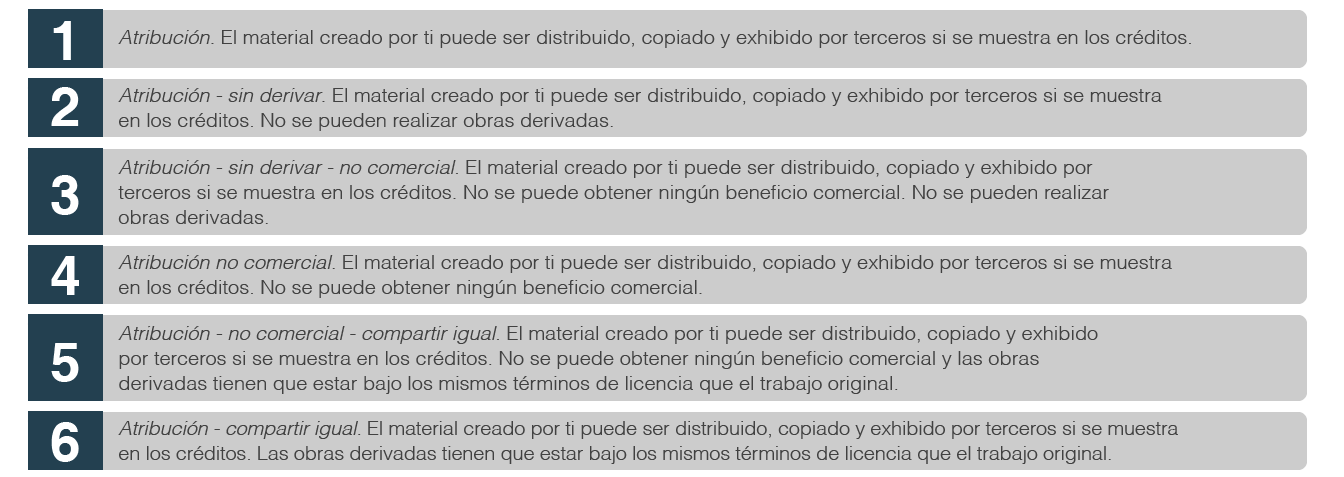 1
Atribución. El material creado por ti puede ser distribuido, copiado y exhibido por terceros si se muestra en los créditos.
2
Atribución - sin derivar. El material creado por ti puede ser distribuido, copiado y exhibido por terceros si se muestra
en los créditos. No se pueden realizar obras derivadas.
3
Atribución - sin derivar - no comercial. El material creado por ti puede ser distribuido, copiado y exhibido por
terceros si se muestra en los créditos. No se puede obtener ningún beneficio comercial. No se pueden realizar
obras derivadas.
4
Atribución no comercial. El material creado por ti puede ser distribuido, copiado y exhibido por terceros si se muestra
en los créditos. No se puede obtener ningún beneficio comercial.
5
Atribución - no comercial - compartir igual. El material creado por ti puede ser distribuido, copiado y exhibido
por terceros si se muestra en los créditos. No se puede obtener ningún beneficio comercial y las obras
derivadas tienen que estar bajo los mismos términos de licencia que el trabajo original.
6
Atribución - compartir igual. El material creado por ti puede ser distribuido, copiado y exhibido por terceros si se muestra
en los créditos. Las obras derivadas tienen que estar bajo los mismos términos de licencia que el trabajo original.